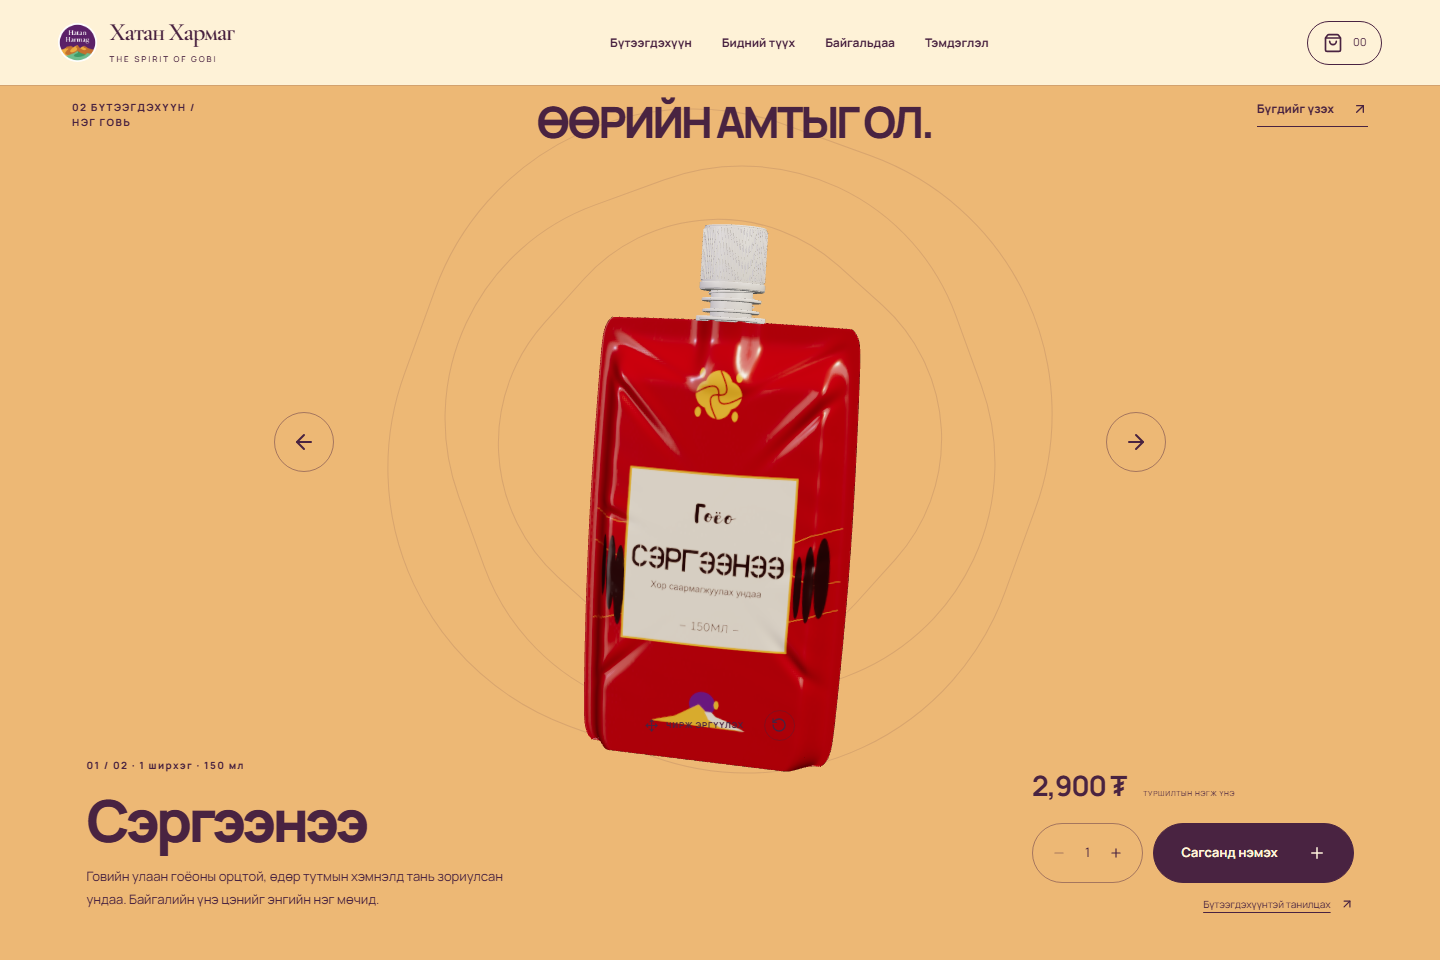 Hatan
Harmag
Хатан Хармаг
THE SPIRIT OF GOBI
Бүтээгдэхүүн
Бидний түүх
Байгальдаа
Тэмдэглэл
00
02 БҮТЭЭГДЭХҮҮН /
НЭГ ГОВЬ
ӨӨРИЙН АМТЫГ ОЛ.
Бүгдийг үзэх
Гоёо
СЭРГЭЭНЭЭ
Хор саармагжуулах ундаа
– 150МЛ –
ЭРГҮҮЛЭХ
01 / 02 · 1 ширхэг · 150 мл
Сэргээнээ
Говийн улаан гоёоны орцтой, өдөр тутмын хэмнэлд тань зориулсан
ундаа. Байгалийн үнэ цэнийг энгийн нэг мөчид.
2,900 ₮
ТУРШИЛТЫН НЭГЖ ҮНЭ
− 1 +
Сагсанд нэмэх +
Бүтээгдэхүүнтэй танилцах